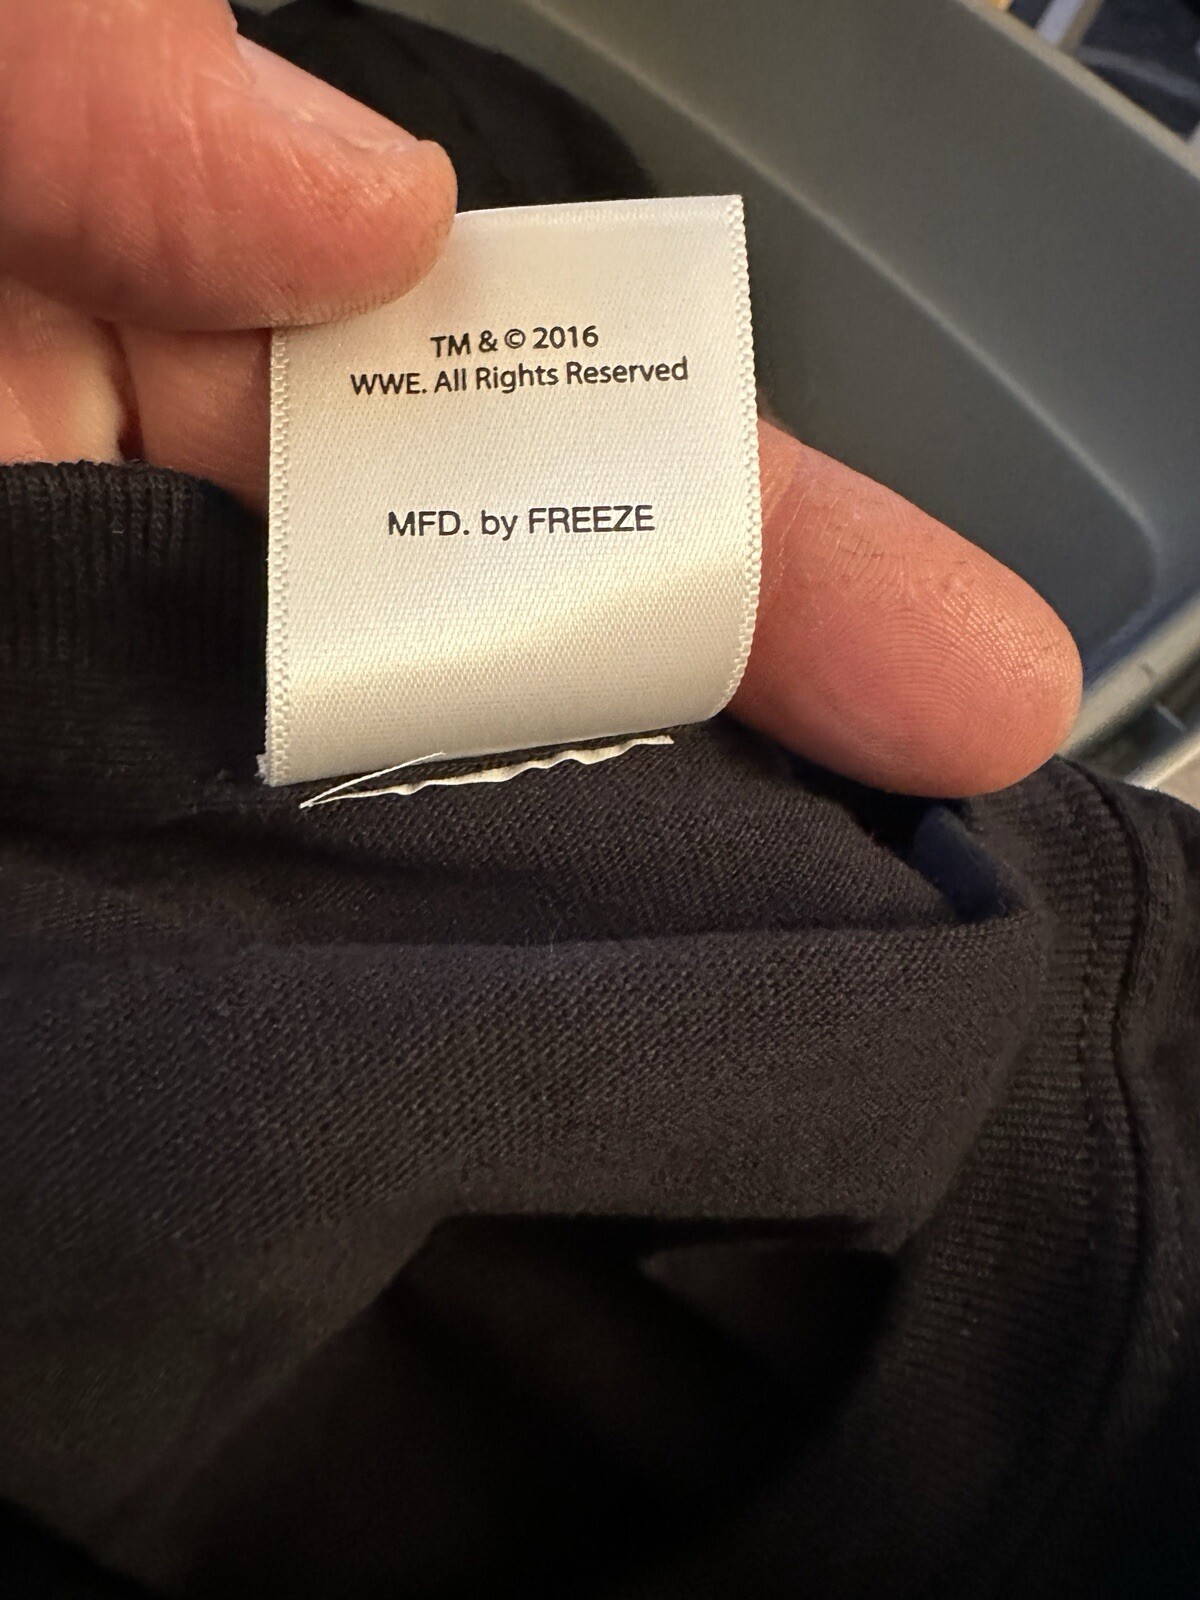 TM & © 2016
WWE. All Rights Reserved
MFD. by FREEZE